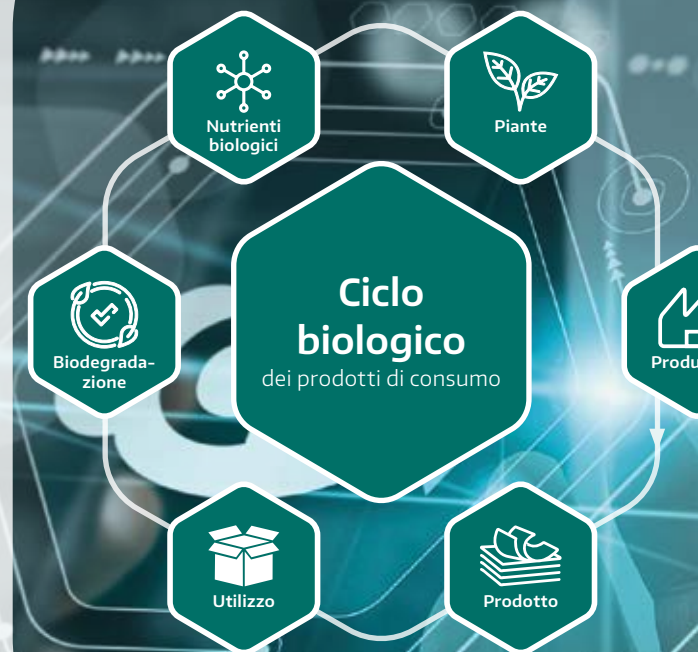 Nutrienti
biologici
Piante
Ciclo
biologico
dei prodotti di consumo
Biodegrada-
zione
Utilizzo
Prodotto